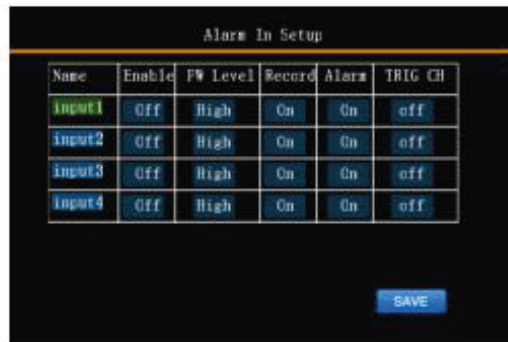 Alarm In Setup
Name Enable PW Level Record Alarm TRIG CH
input1 Off High On On off
input2 Off High On On off
input3 Off High On On off
input4 Off High On On off
SAVE